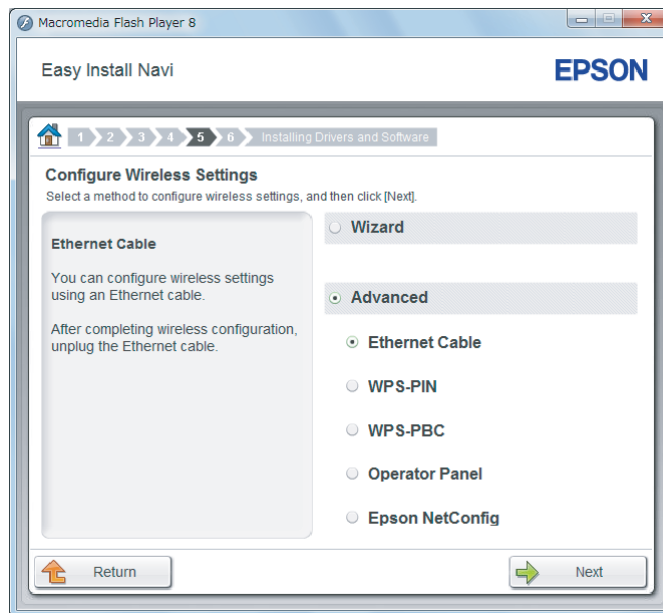 Macromedia Flash Player 8
Easy Install Navi
EPSON
1 2 3 4 5 6 Installing Drivers and Software
Configure Wireless Settings
Select a method to configure wireless settings, and then click [Next].
Ethernet Cable
You can configure wireless settings
using an Ethernet cable.
After completing wireless configuration,
unplug the Ethernet cable.
Wizard
Advanced
Ethernet Cable
WPS-PIN
WPS-PBC
Operator Panel
Epson NetConfig
Return
Next